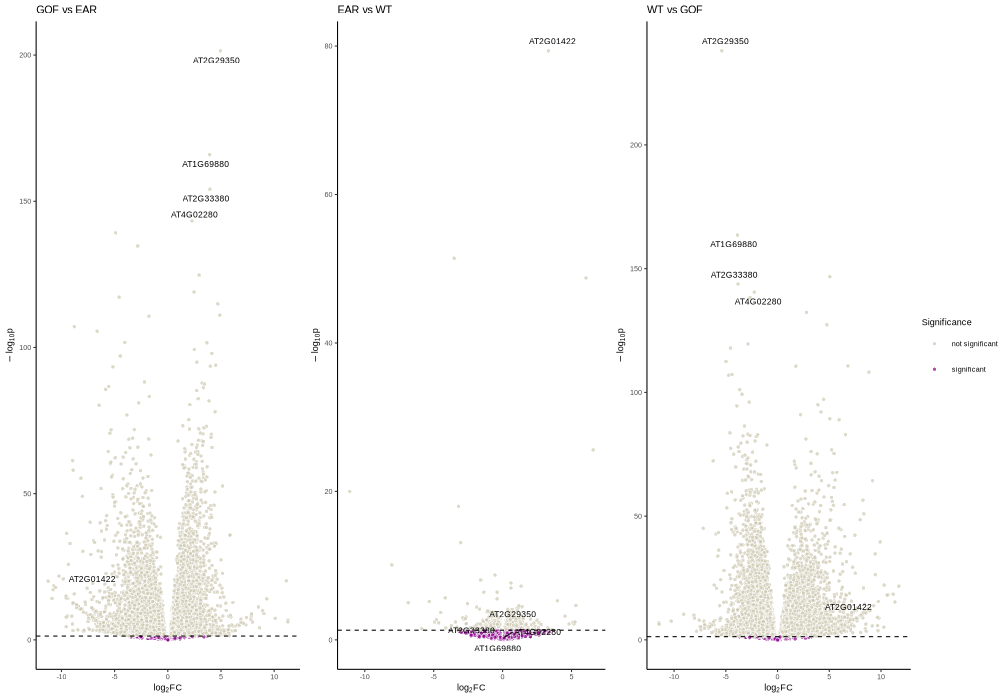 GOF vs EAR
EAR vs WT
WT vs GOF
− log10p
200
150
100
50
0
-10
-5
0
5
10
log2FC
AT2G29350
AT1G69880
AT2G33380
AT4G02280
AT2G01422
− log10p
80
60
40
20
0
-10
-5
0
5
log2FC
AT2G01422
AT2G29350
AT2G33380
AT4G02280
AT1G69880
− log10p
200
150
100
50
0
-10
-5
0
5
10
log2FC
AT2G29350
AT1G69880
AT2G33380
AT4G02280
AT2G01422
Significance
not significant
significant